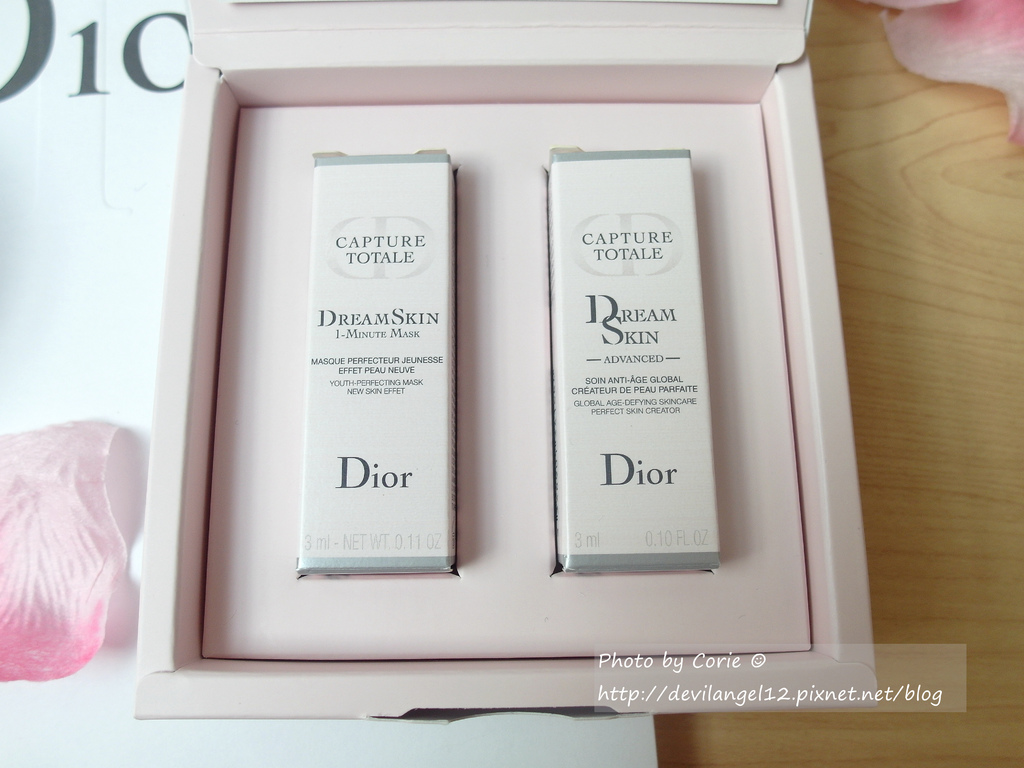 Dio
CAPTURE
TOTALE
DREAMSKIN
1-MINUTE MASK
MASQUE PERFECTEUR JEUNESSE
EFFET PEAU NEUVE
YOUTH-PERFECTING MASK
NEW SKIN EFFET
Dior
3 ml - NET WT. 0.11 OZ
CAPTURE
TOTALE
DREAM
SKIN
ADVANCED
SOIN ANTI-ÂGE GLOBAL
CRÉATEUR DE PEAU PARFAITE
GLOBAL AGE-DEFYING SKINCARE
PERFECT SKIN CREATOR
Dior
3 ml 0.10 FL.OZ
Photo by Corie ©
http://devilangel12.pixnet.net/blog